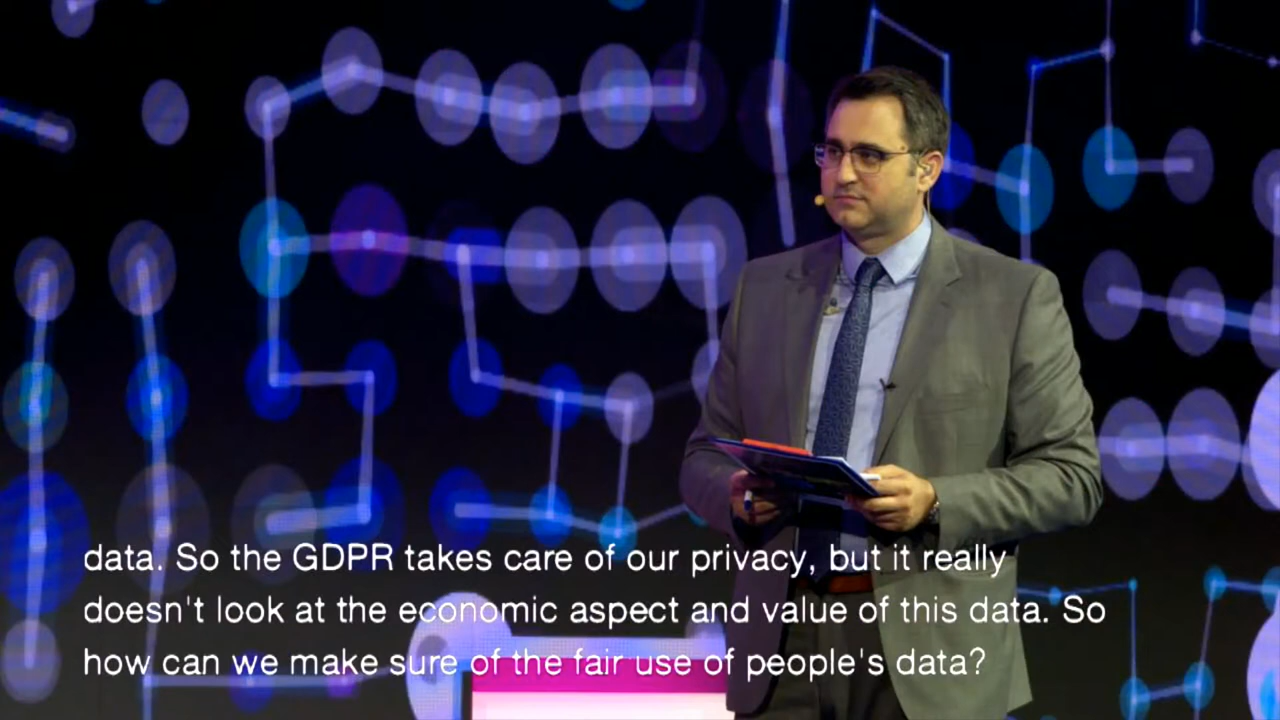 data. So the GDPR takes care of our privacy, but it really
doesn't look at the economic aspect and value of this data. So
how can we make sure of the fair use of people's data?